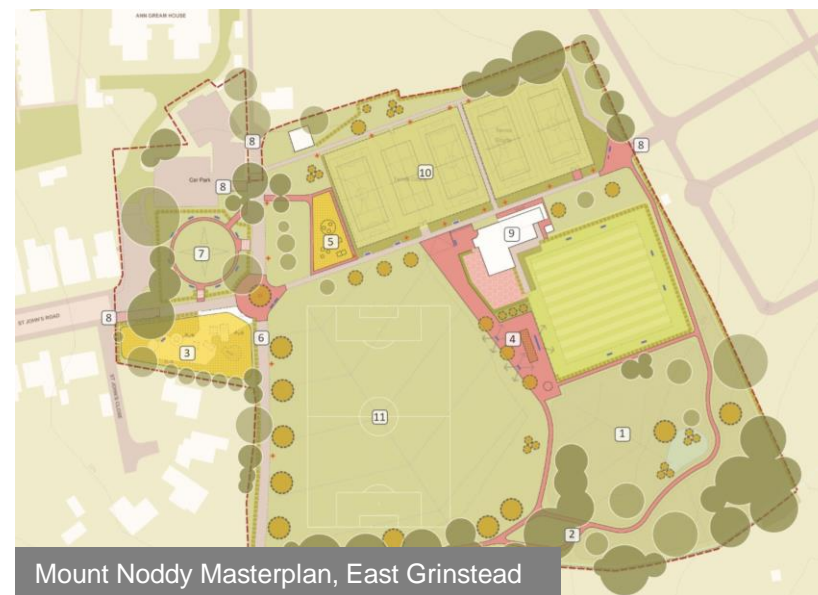 ANN GREAM HOUSE
8
10
8
8
Car Park
5
7
9
8
ST JOHN'S ROAD
6
3
4
ST JOHN'S CLOSE
11
1
2
Mount Noddy Masterplan, East Grinstead